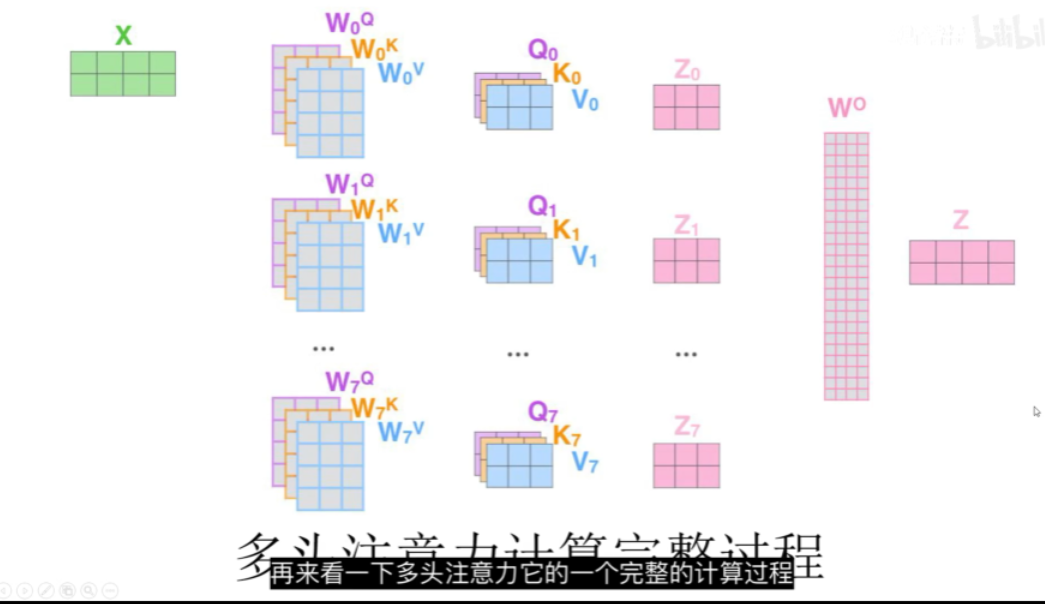 X
W₀Q
W₀K
W₀V
Q₀
K₀
V₀
Z₀
bilibili
WO
W₁Q
W₁K
W₁V
Q₁
K₁
V₁
Z₁
Z
...
...
...
W₇Q
W₇K
W₇V
Q₇
K₇
V₇
Z₇
多头注意力计算完整过程
再来看一下多头注意力它的一个完整的计算过程